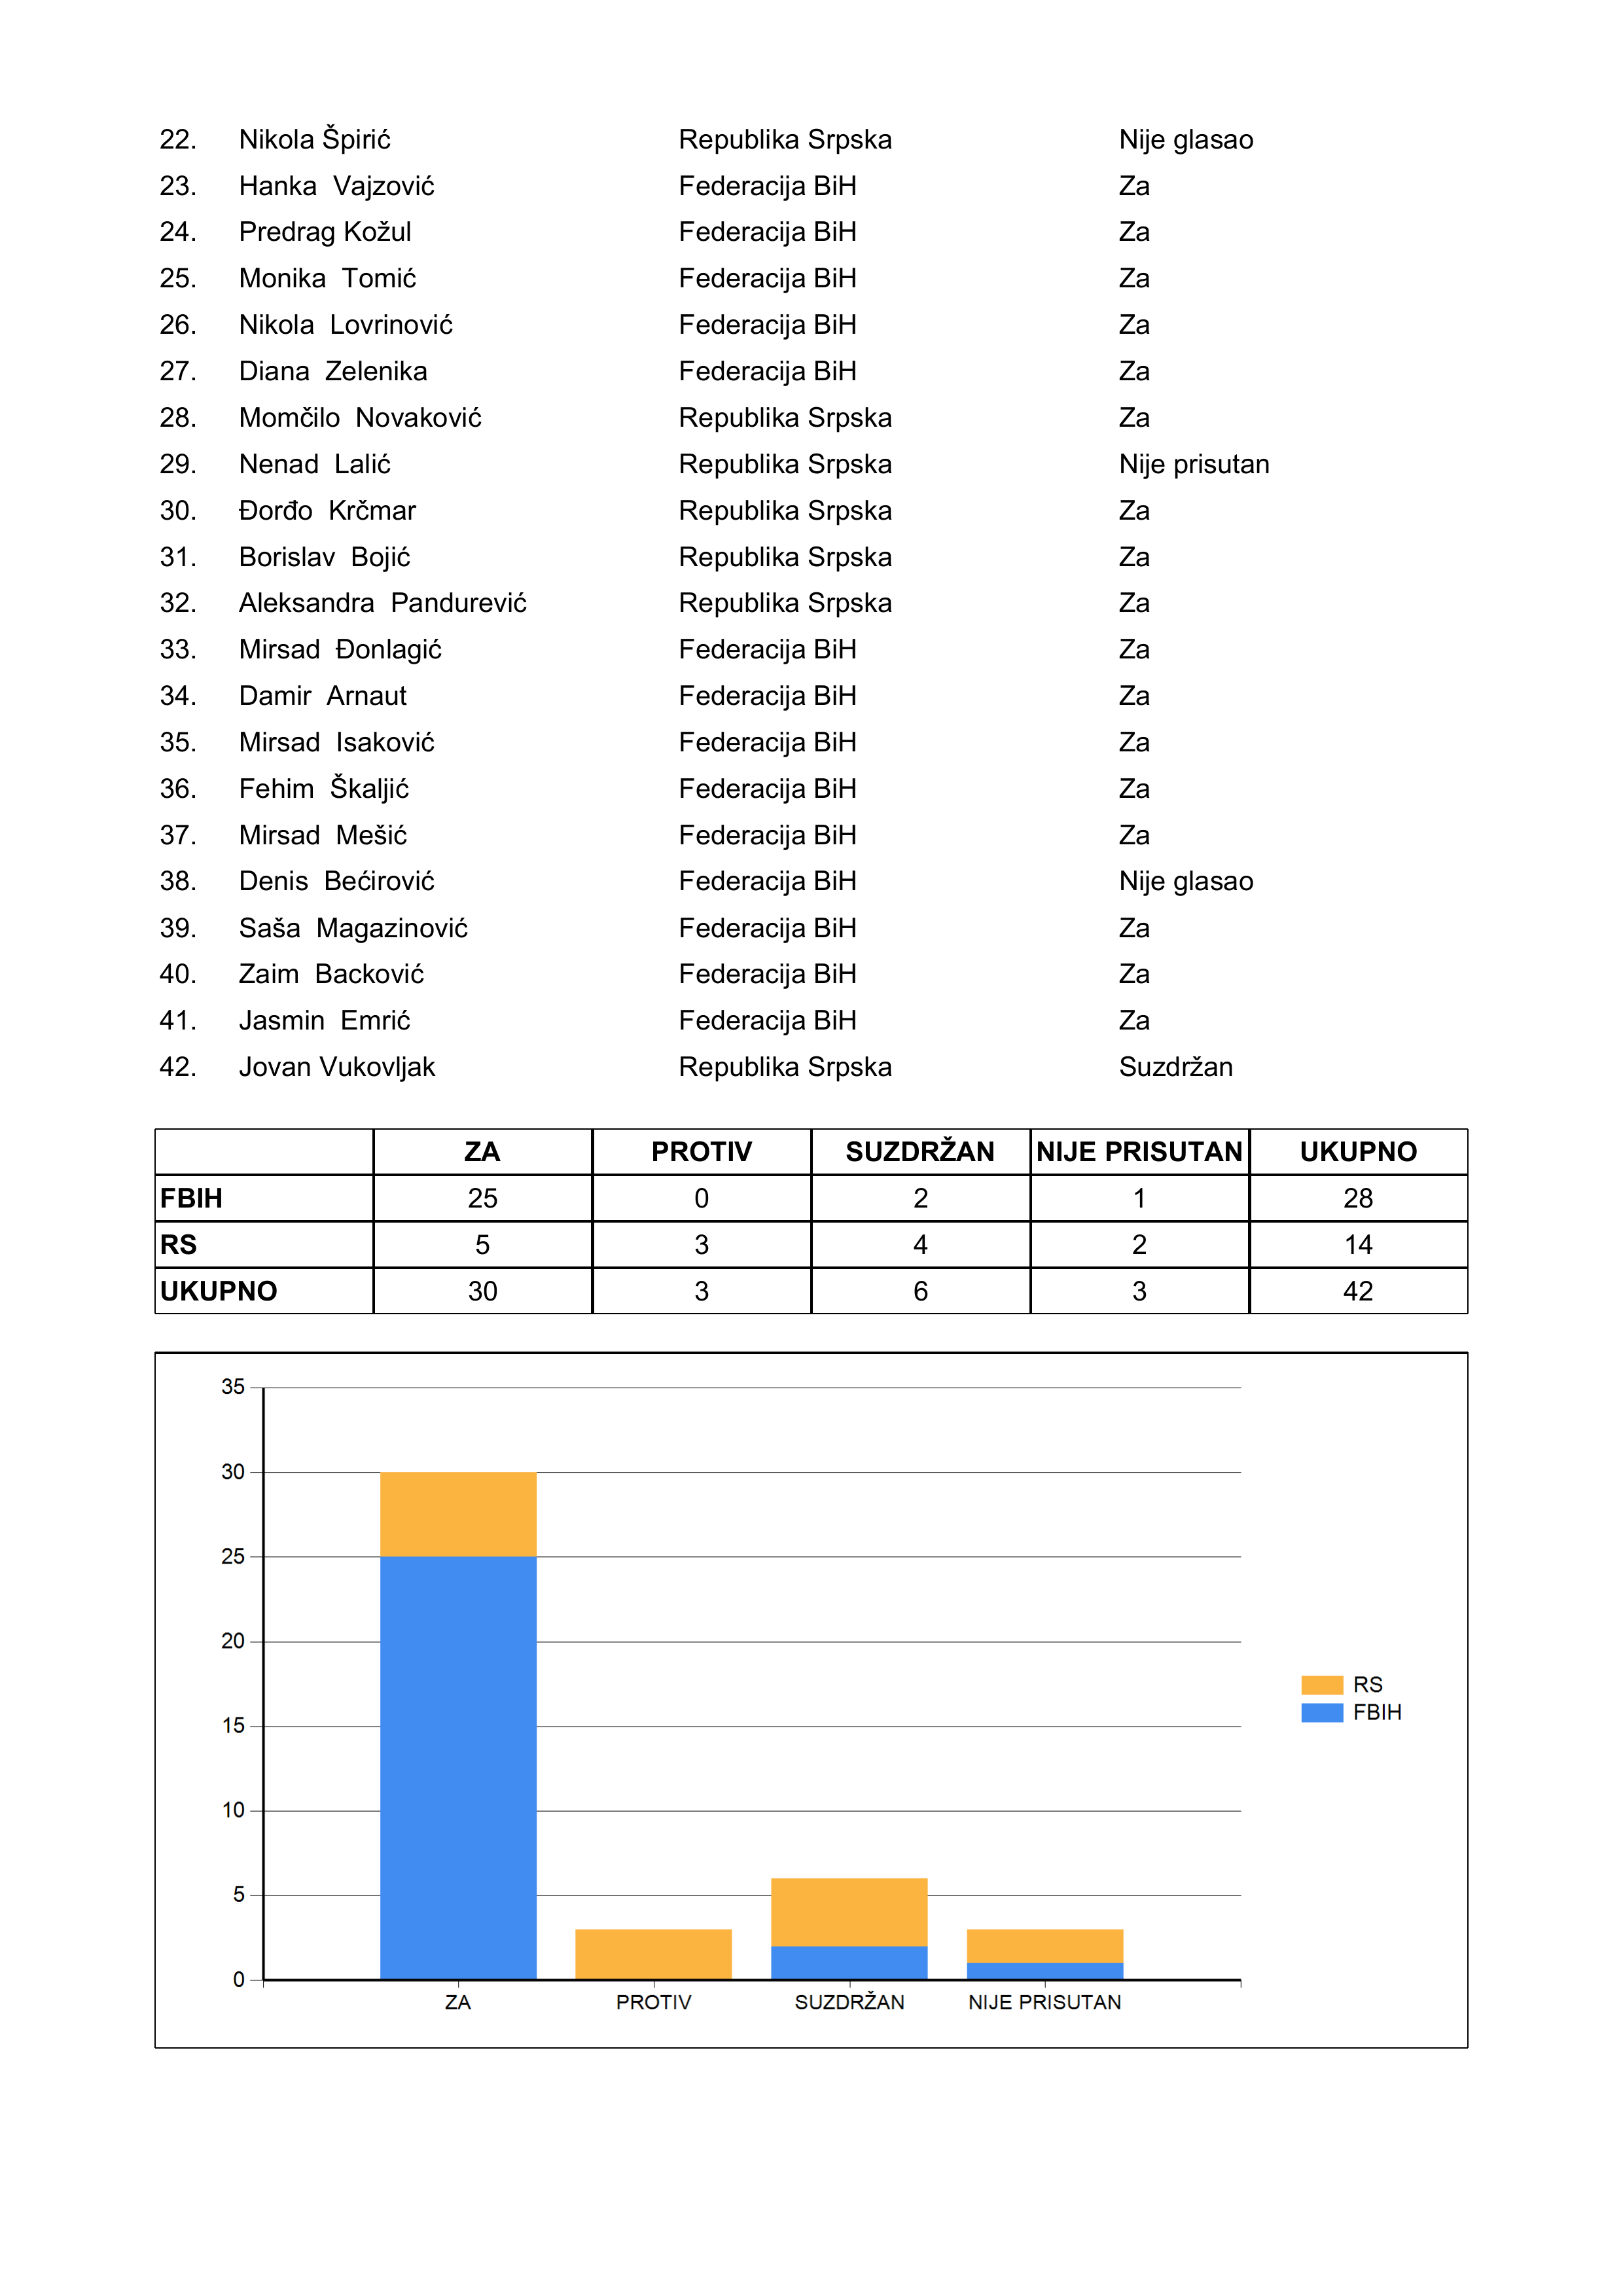 22. Nikola Špirić Republika Srpska Nije glasao
23. Hanka Vajzović Federacija BiH Za
24. Predrag Kožul Federacija BiH Za
25. Monika Tomić Federacija BiH Za
26. Nikola Lovrinović Federacija BiH Za
27. Diana Zelenika Federacija BiH Za
28. Momčilo Novaković Republika Srpska Za
29. Nenad Lalić Republika Srpska Nije prisutan
30. Đorđo Krčmar Republika Srpska Za
31. Borislav Bojić Republika Srpska Za
32. Aleksandra Pandurević Republika Srpska Za
33. Mirsad Đonlagić Federacija BiH Za
34. Damir Arnaut Federacija BiH Za
35. Mirsad Isaković Federacija BiH Za
36. Fehim Škaljić Federacija BiH Za
37. Mirsad Mešić Federacija BiH Za
38. Denis Bećirović Federacija BiH Nije glasao
39. Saša Magazinović Federacija BiH Za
40. Zaim Backović Federacija BiH Za
41. Jasmin Emrić Federacija BiH Za
42. Jovan Vukovljak Republika Srpska Suzdržan
ZA PROTIV SUZDRŽAN NIJE PRISUTAN UKUPNO
FBIH 25 0 2 1 28
RS 5 3 4 2 14
UKUPNO 30 3 6 3 42
35
30
25
20
15
10
5
0
ZA PROTIV SUZDRŽAN NIJE PRISUTAN
RS
FBIH